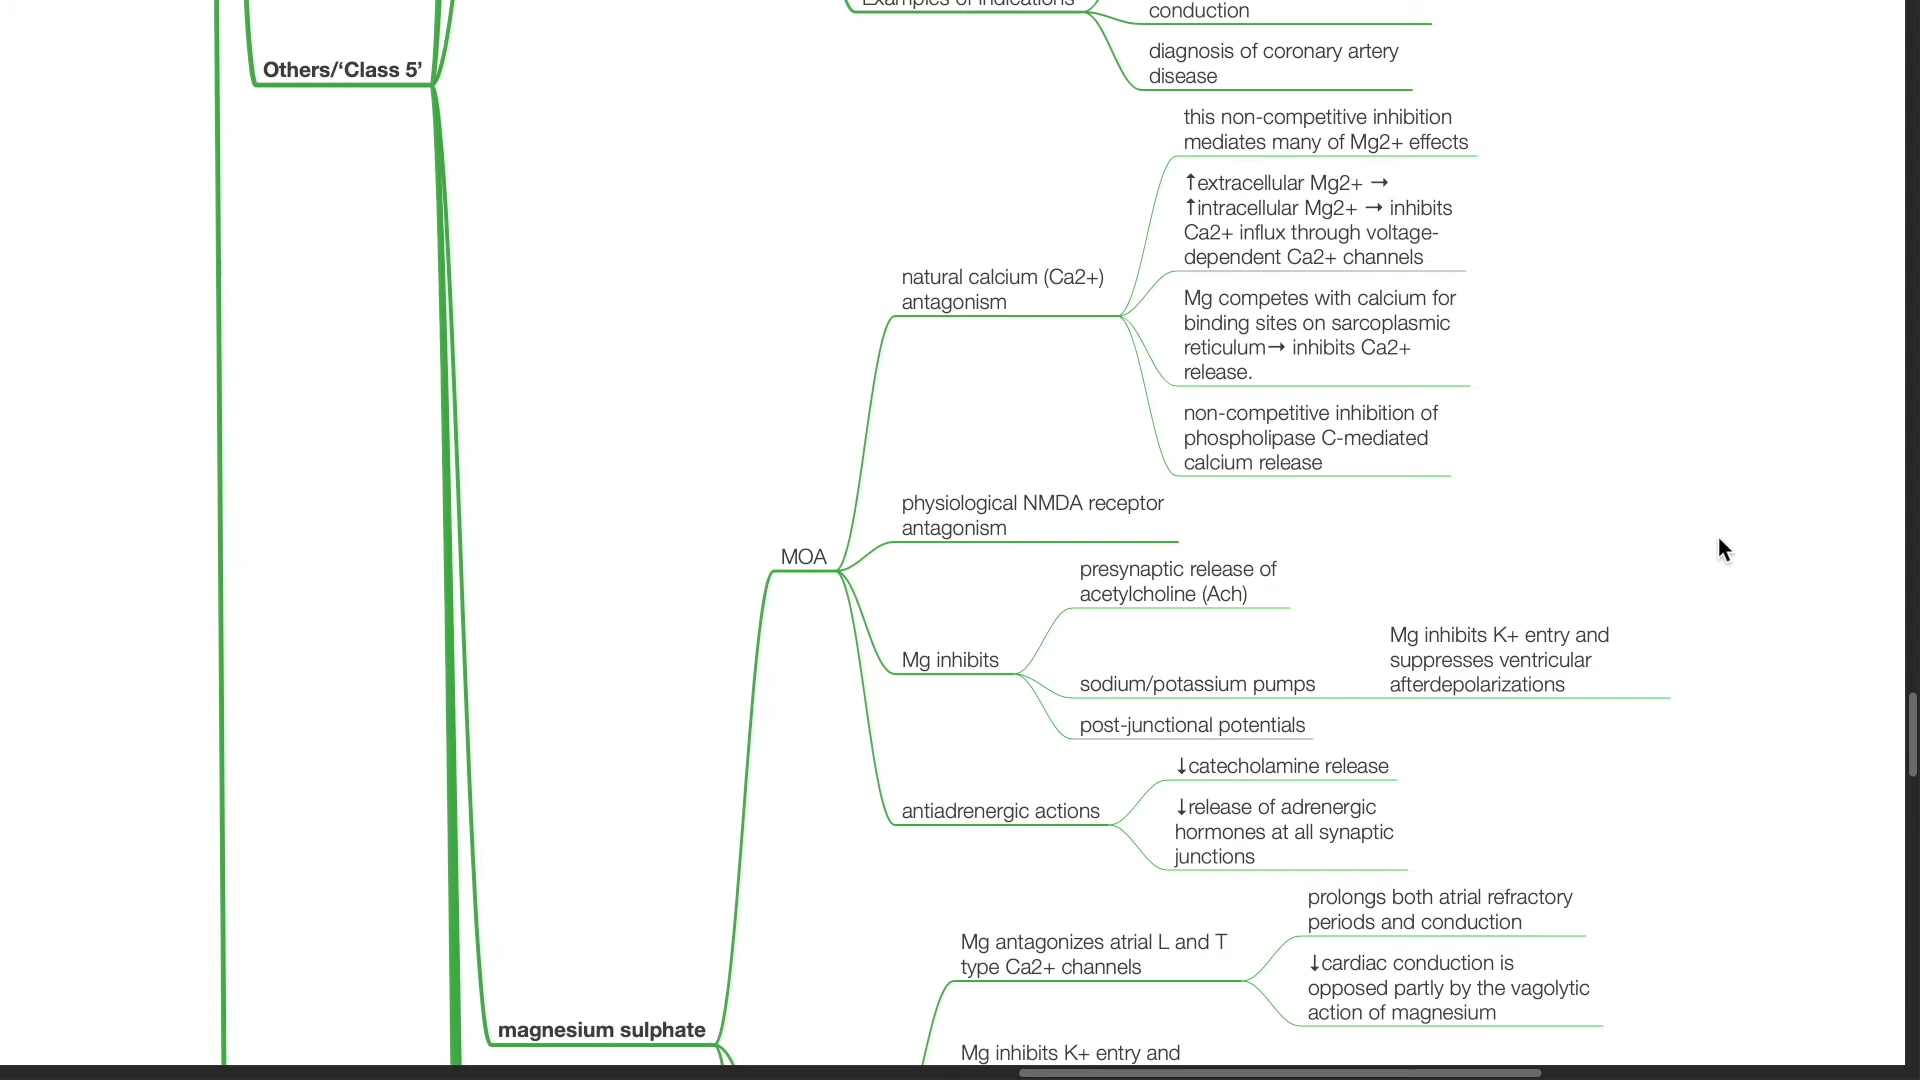 Examples of indications
conduction
diagnosis of coronary artery
disease
Others/‘Class 5’
this non-competitive inhibition
mediates many of Mg2+ effects
↑extracellular Mg2+ →
↑intracellular Mg2+ → inhibits
Ca2+ influx through voltage-
dependent Ca2+ channels
natural calcium (Ca2+)
antagonism
Mg competes with calcium for
binding sites on sarcoplasmic
reticulum→ inhibits Ca2+
release.
non-competitive inhibition of
phospholipase C-mediated
calcium release
physiological NMDA receptor
antagonism
MOA
presynaptic release of
acetylcholine (Ach)
Mg inhibits
sodium/potassium pumps
Mg inhibits K+ entry and
suppresses ventricular
afterdepolarizations
post-junctional potentials
antiadrenergic actions
↓catecholamine release
↓release of adrenergic
hormones at all synaptic
junctions
magnesium sulphate
Mg antagonizes atrial L and T
type Ca2+ channels
prolongs both atrial refractory
periods and conduction
↓cardiac conduction is
opposed partly by the vagolytic
action of magnesium
Mg inhibits K+ entry and